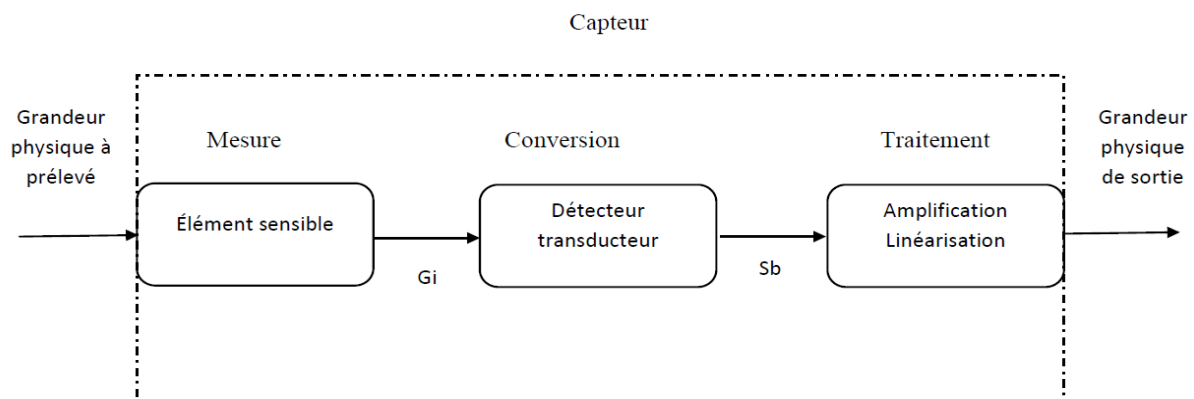 Capteur
Grandeur
physique à
prélevé
Mesure
Conversion
Traitement
Grandeur
physique
de sortie
Élément sensible
Détecteur
transducteur
Amplification
Linéarisation
Gi
Sb